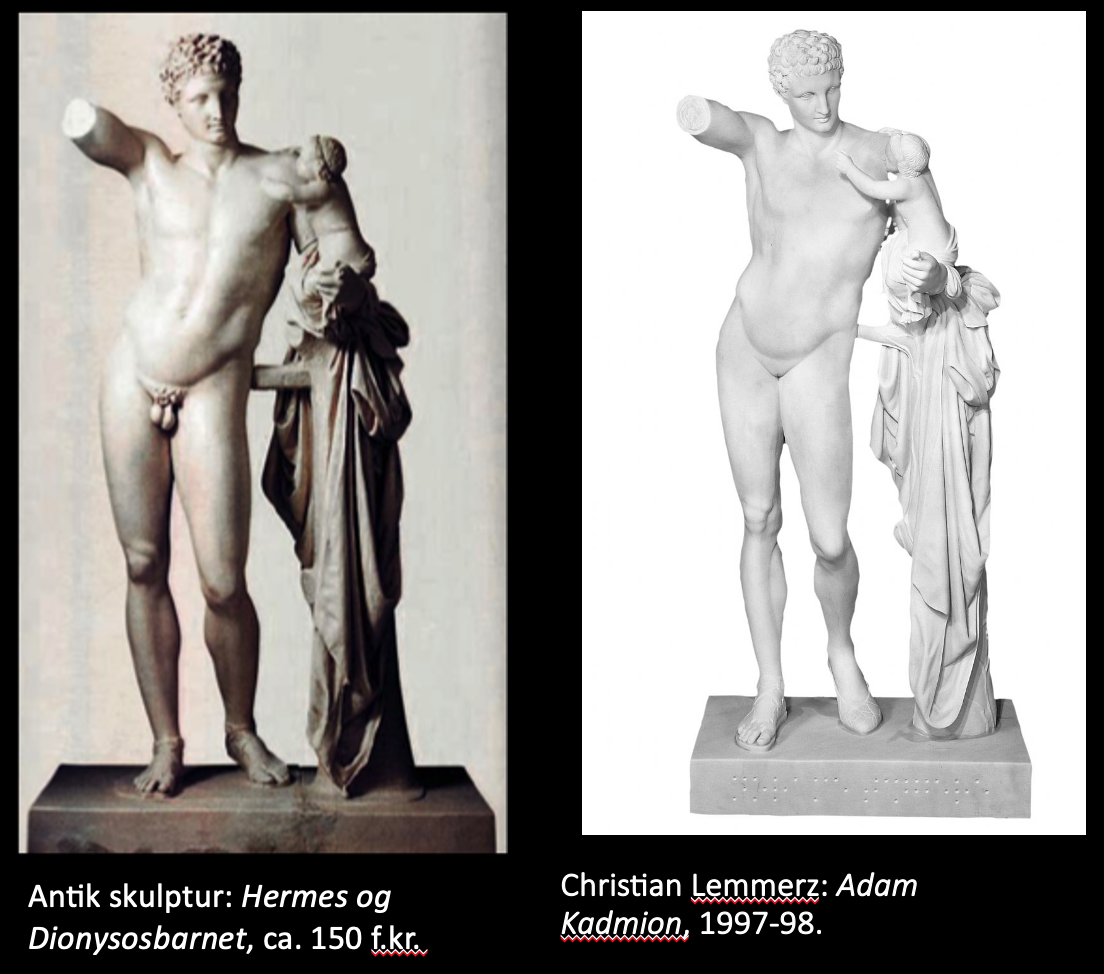 Antik skulptur: Hermes og
Dionysosbarnet, ca. 150 f.kr.
Christian Lemmerz: Adam
Kadmion, 1997-98.